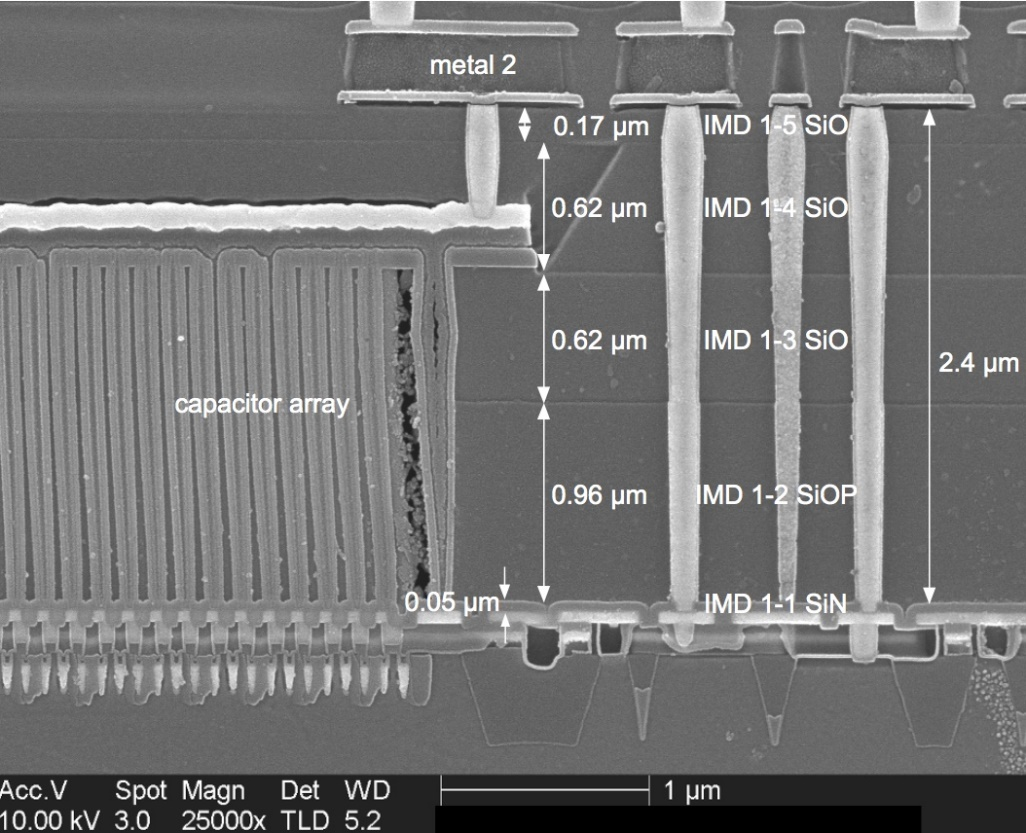 metal 2
0.17 µm IMD 1-5 SiO
0.62 µm IMD 1-4 SiO
0.62 µm IMD 1-3 SiO
2.4 µm
capacitor array
0.96 µm IMD 1-2 SiOP
0.05 µm IMD 1-1 SiN
Acc.V Spot Magn Det WD 1 µm
10.00 kV 3.0 25000x TLD 5.2